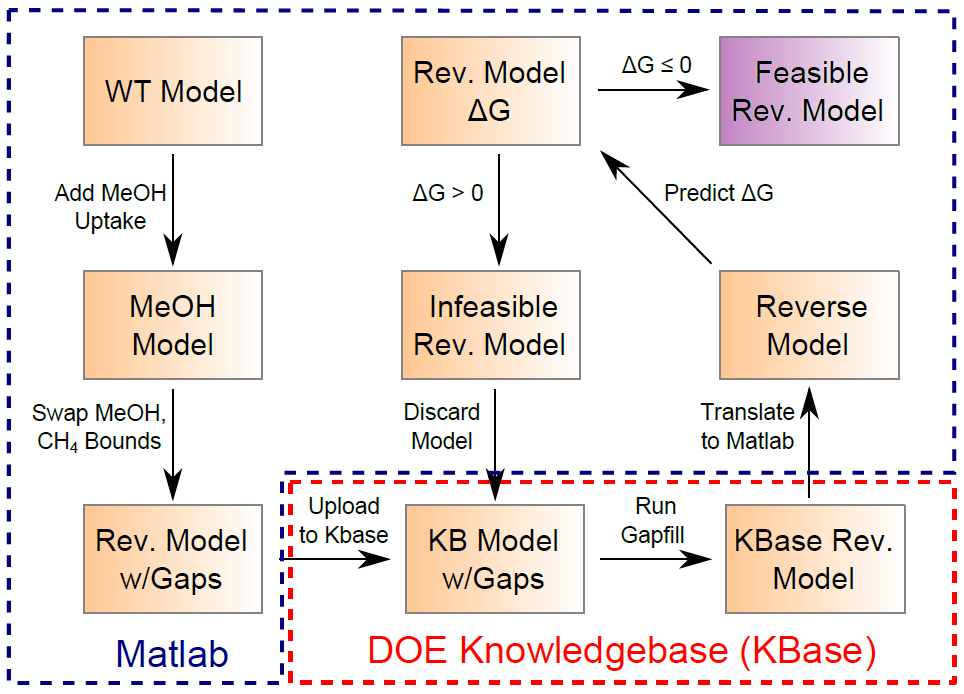 WT Model
Add MeOH
Uptake
MeOH
Model
Swap MeOH,
CH₄ Bounds
Rev. Model
w/Gaps
Upload
to Kbase
KB Model
w/Gaps
Run
Gapfill
KBase Rev.
Model
Translate
to Matlab
Reverse
Model
Predict ΔG
Rev. Model
ΔG
ΔG ≤ 0
Feasible
Rev. Model
ΔG > 0
Infeasible
Rev. Model
Discard
Model
Matlab
DOE Knowledgebase (KBase)